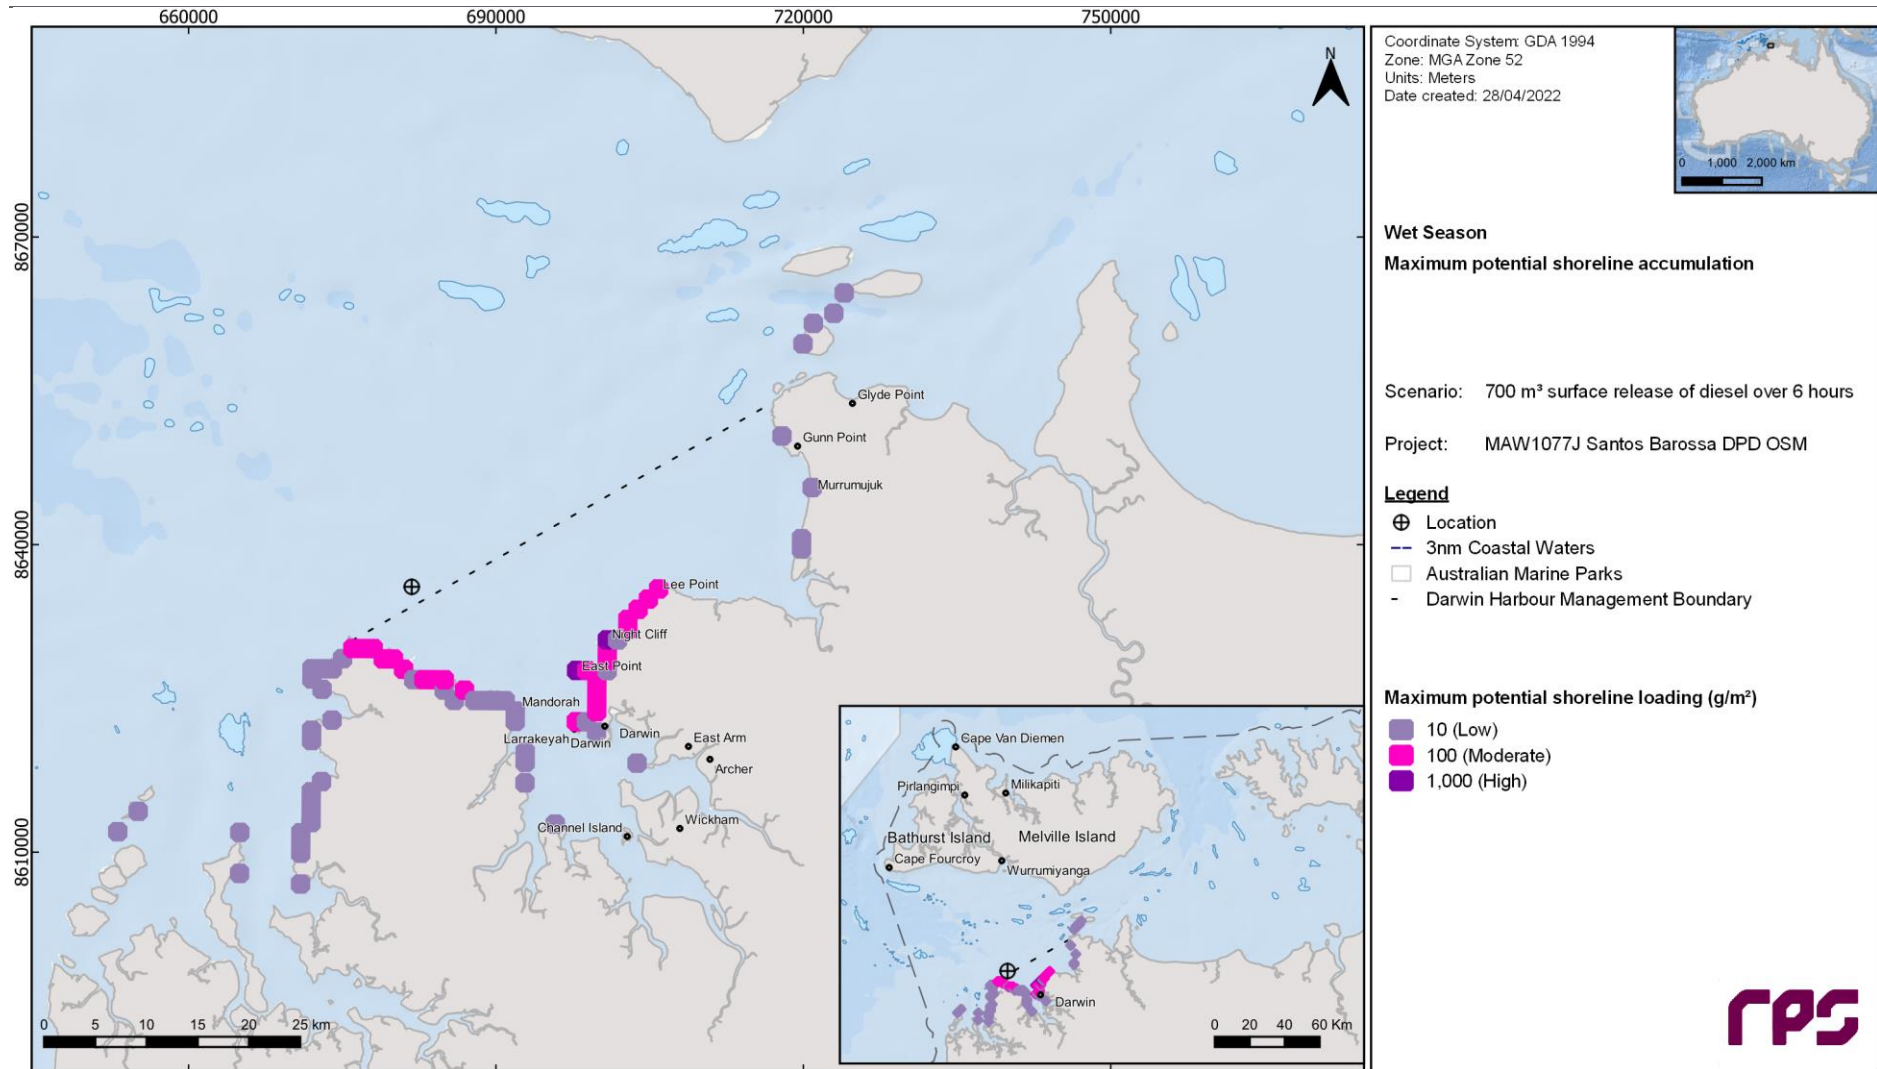 660000
690000
720000
750000
8670000
8640000
8610000
N
Glyde Point
Gunn Point
Murrumujuk
Lee Point
Night Cliff
East Point
Mandorah
Larrakeyah
Darwin
Darwin
East Arm
Archer
Wickham
Channel Island
0 5 10 15 20 25 km
Cape Van Diemen
Pirlangimpi
Milikapiti
Bathurst Island
Melville Island
Cape Fourcroy
Wurrumiyanga
Darwin
0 20 40 60 Km
Coordinate System: GDA 1994
Zone: MGA Zone 52
Units: Meters
Date created: 28/04/2022
0 1,000 2,000 km
Wet Season
Maximum potential shoreline accumulation
Scenario: 700 m³ surface release of diesel over 6 hours
Project: MAW1077J Santos Barossa DPD OSM
Legend
Location
3nm Coastal Waters
Australian Marine Parks
Darwin Harbour Management Boundary
Maximum potential shoreline loading (g/m²)
10 (Low)
100 (Moderate)
1,000 (High)
rps